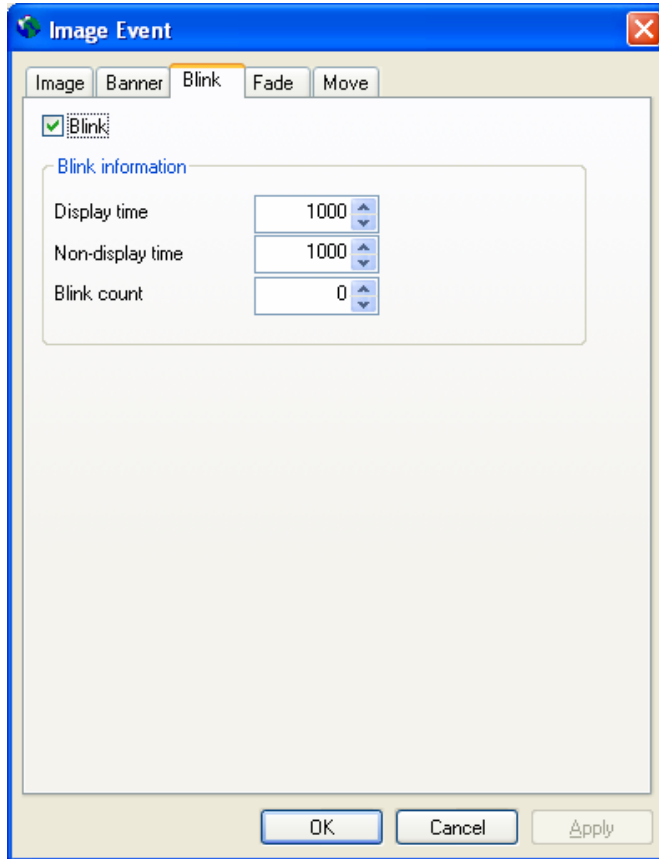 Image Event
Image Banner Blink Fade Move
Blink
Blink information
Display time 1000
Non-display time 1000
Blink count 0
OK Cancel Apply